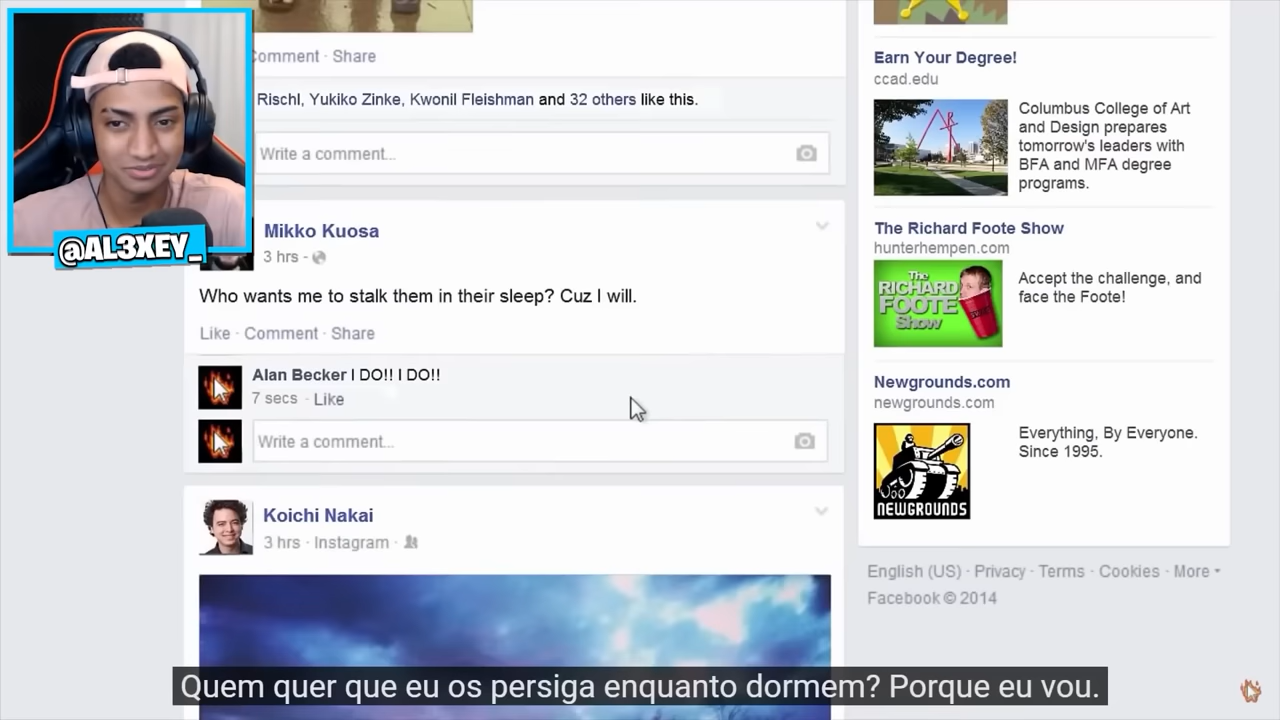 Comment · Share
Rischl, Yukiko Zinke, Kwonil Fleishman and 32 others like this.
Write a comment...
@AL3XEY_
Mikko Kuosa
3 hrs -
Who wants me to stalk them in their sleep? Cuz I will.
Like · Comment · Share
Alan Becker I DO!! I DO!!
7 secs · Like
Write a comment...
Koichi Nakai
3 hrs · Instagram ·
Earn Your Degree!
ccad.edu
Columbus College of Art
and Design prepares
tomorrow's leaders with
BFA and MFA degree
programs.
The Richard Foote Show
hunterhempen.com
The
RICHARD
FOOTE
Show
Accept the challenge, and
face the Foote!
Newgrounds.com
newgrounds.com
Everything, By Everyone.
Since 1995.
NEWGROUNDS
English (US) · Privacy · Terms · Cookies · More
Facebook © 2014
Quem quer que eu os persiga enquanto dormem? Porque eu vou.